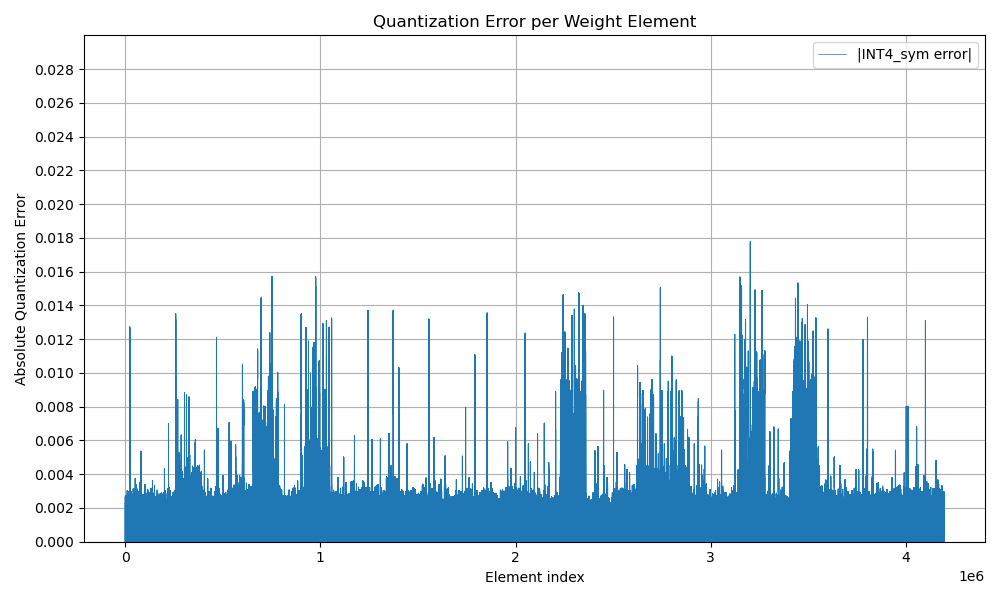 Quantization Error per Weight Element
|INT4_sym error|
Absolute Quantization Error
0.028
0.026
0.024
0.022
0.020
0.018
0.016
0.014
0.012
0.010
0.008
0.006
0.004
0.002
0.000
0 1 2 3 4
1e6
Element index